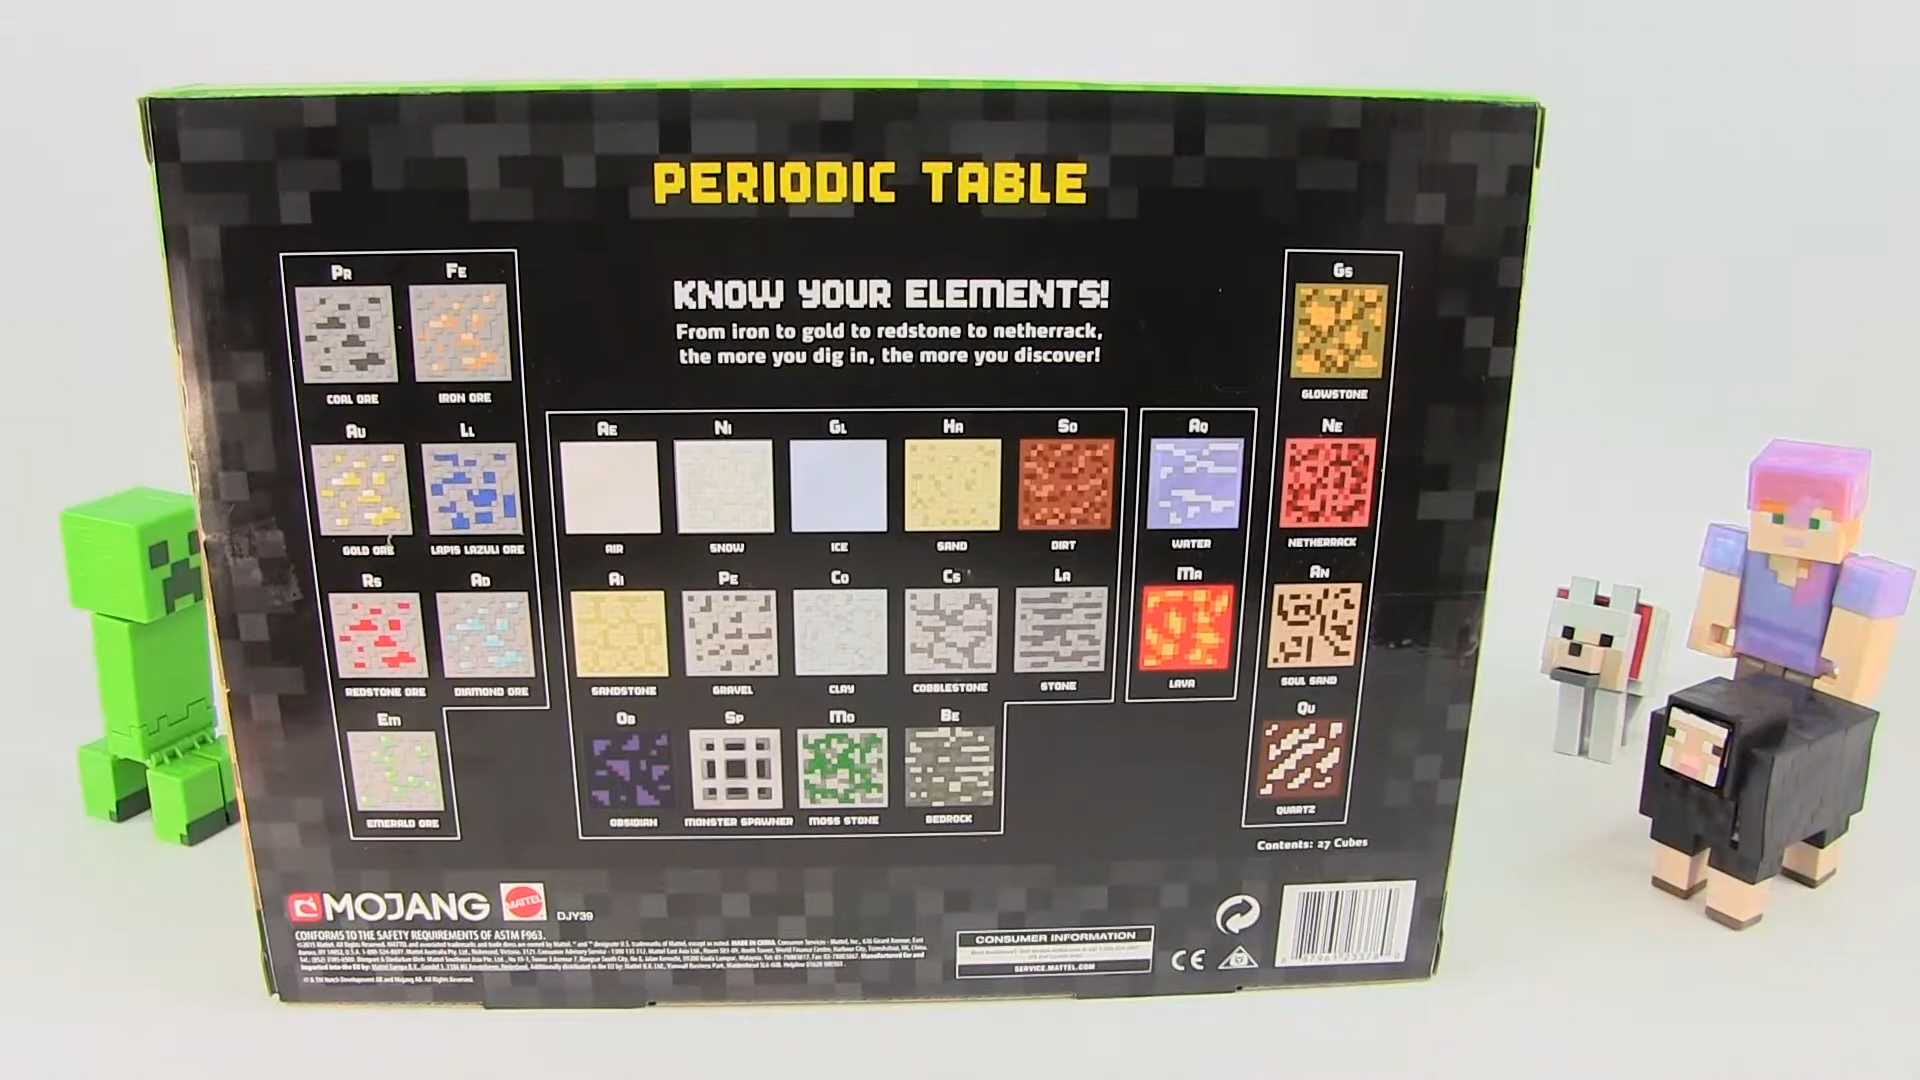 PERIODIC TABLE
KNOW YOUR ELEMENTS!
From iron to gold to redstone to netherrack,
the more you dig in, the more you discover!
PR FE
COAL ORE IRON ORE
AU LL
GOLD ORE LAPIS LAZULI ORE
RS AD
REDSTONE ORE DIAMOND ORE
EM
EMERALD ORE
AE NI GL HA SO
AIR SNOW ICE SAND DIRT
AI PE CO CS LA
SANDSTONE GRAVEL CLAY COBBLESTONE STONE
OB SP MO BE
OBSIDIAN MONSTER SPAWNER MOSS STONE BEDROCK
AQ
WATER
MA
LAVA
GS
GLOWSTONE
NE
NETHERRACK
AN
SOUL SAND
QU
QUARTZ
Contents: 27 Cubes
MOJANG MATTEL DJY39
CONFORMS TO THE SAFETY REQUIREMENTS OF ASTM F963.
CONSUMER INFORMATION
SERVICE.MATTEL.COM
CE